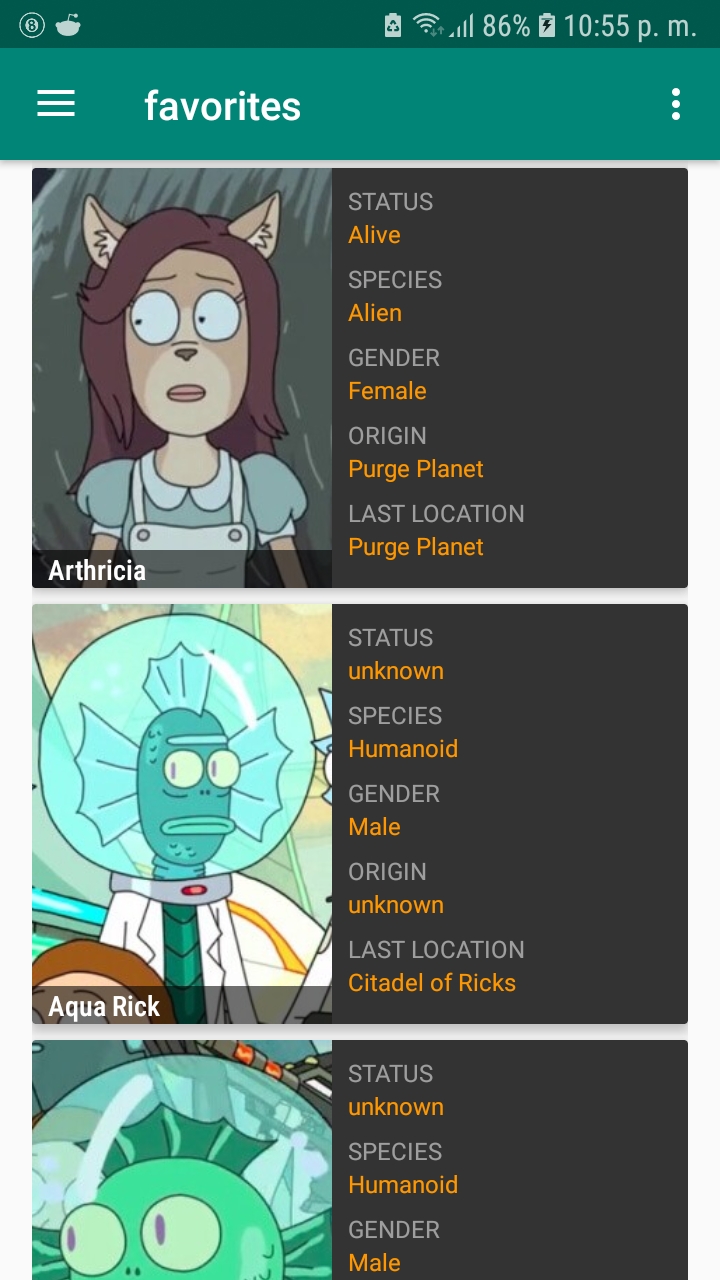 86% 10:55 p. m.
favorites
STATUS
Alive
SPECIES
Alien
GENDER
Female
ORIGIN
Purge Planet
LAST LOCATION
Purge Planet
Arthricia
STATUS
unknown
SPECIES
Humanoid
GENDER
Male
ORIGIN
unknown
LAST LOCATION
Citadel of Ricks
Aqua Rick
STATUS
unknown
SPECIES
Humanoid
GENDER
Male